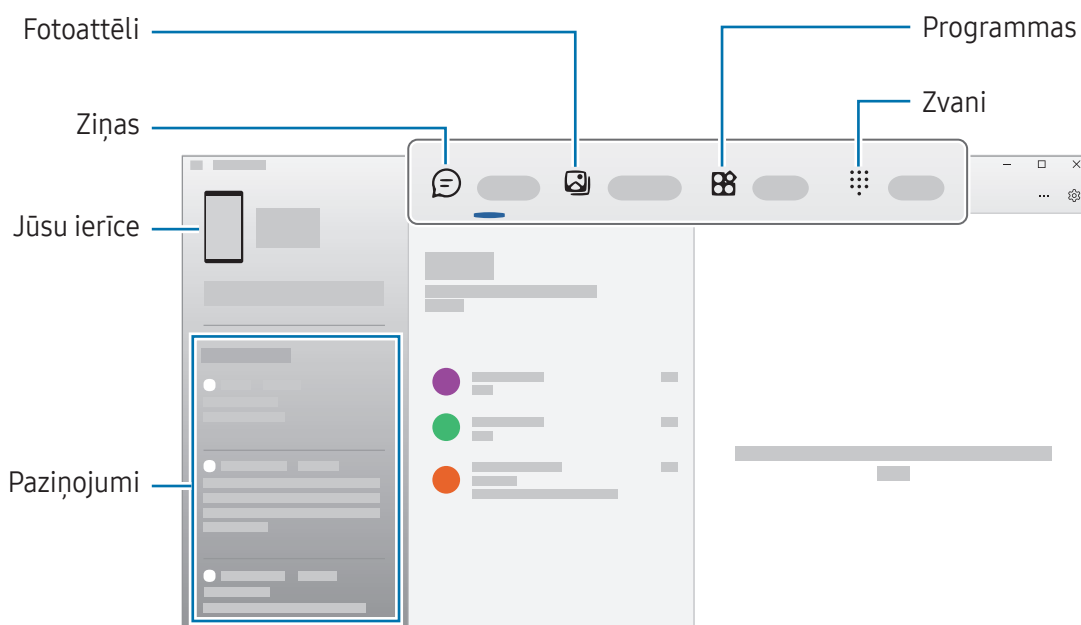 Fotoattēli
Programmas
Zvani
Ziņas
Jūsu ierīce
Paziņojumi